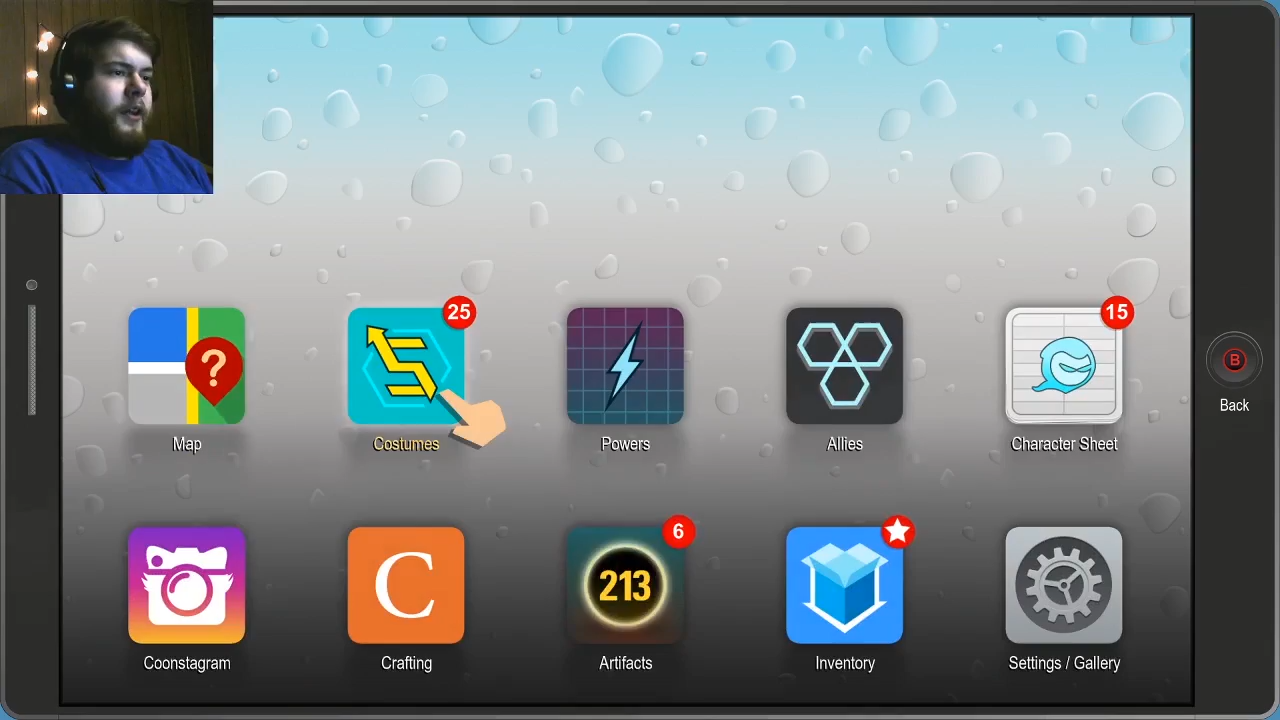 25
15
?
Map
Costumes
Powers
Allies
Character Sheet
B
Back
6
C
213
Coonstagram
Crafting
Artifacts
Inventory
Settings / Gallery